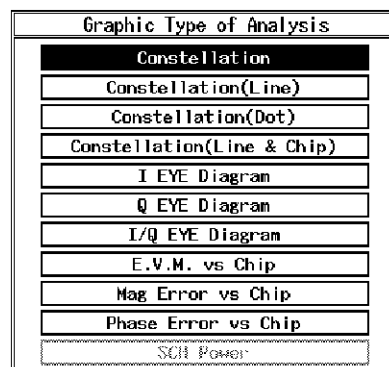 Graphic Type of Analysis
Constellation
Constellation(Line)
Constellation(Dot)
Constellation(Line & Chip)
I EYE Diagram
Q EYE Diagram
I/Q EYE Diagram
E.V.M. vs Chip
Mag Error vs Chip
Phase Error vs Chip
SCH Power